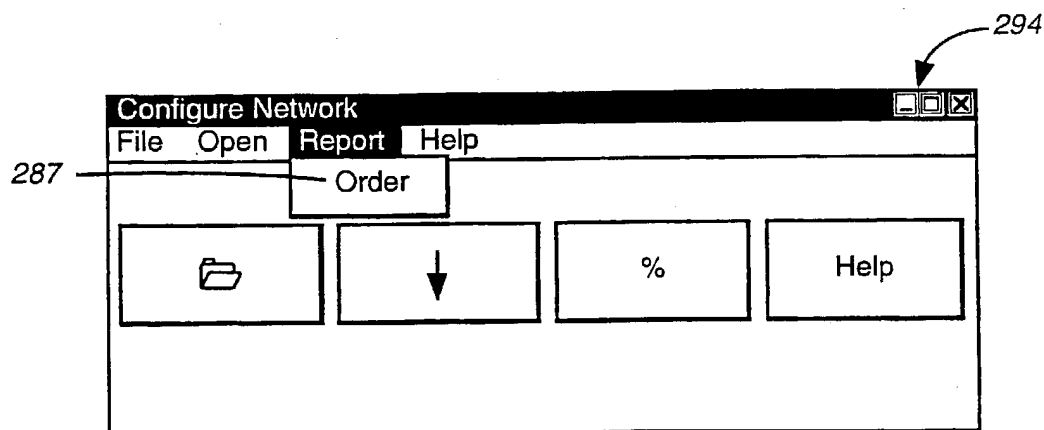 294
Configure Network
File Open Report Help
287
Order
% Help